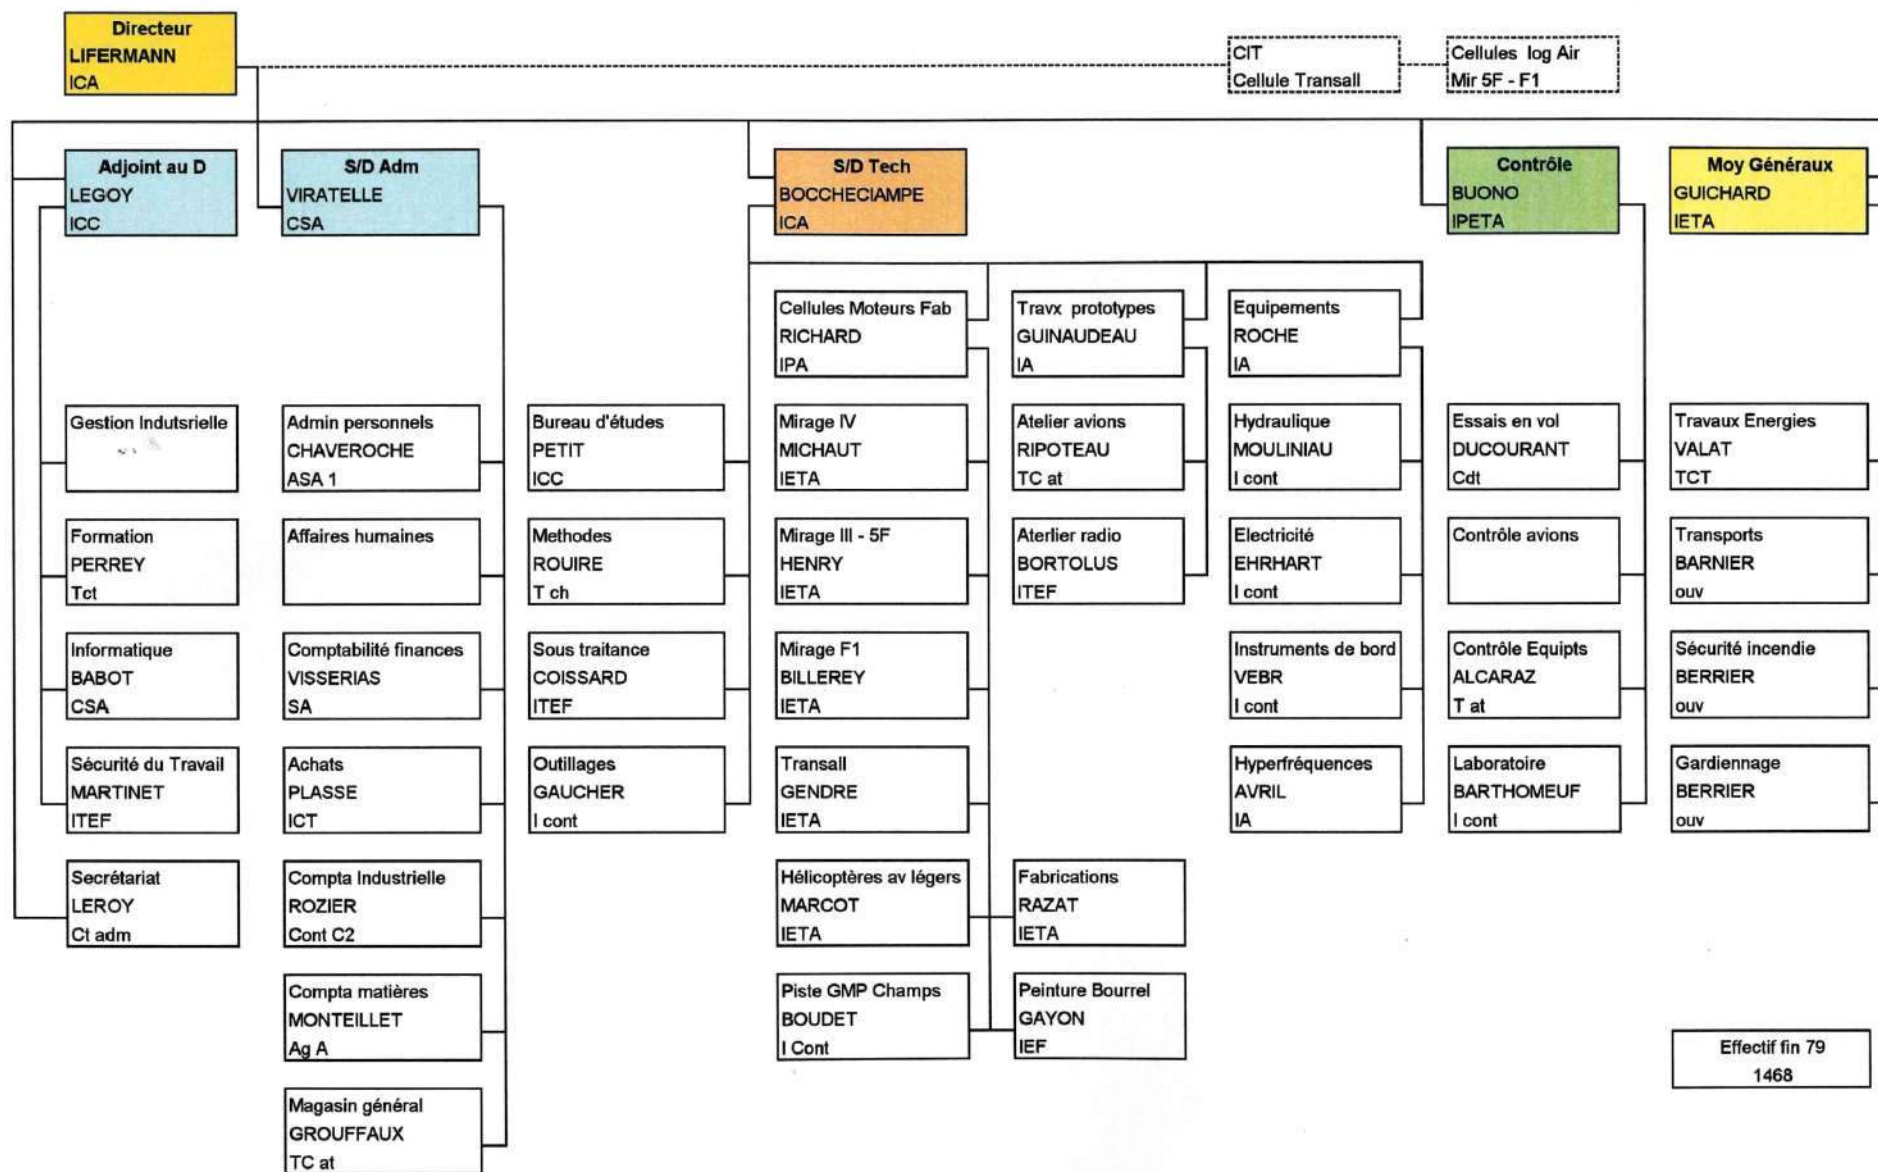 Directeur
LIFERMANN
ICA
CIT
Cellule Transall
Cellules log Air
Mir 5F - F1
Adjoint au D
LEGOY
ICC
S/D Adm
VIRATELLE
CSA
S/D Tech
BOCCHECIAMPE
ICA
Contrôle
BUONO
IPETA
Moy Généraux
GUICHARD
IETA
Cellules Moteurs Fab
RICHARD
IPA
Travx prototypes
GUINAUDEAU
IA
Equipements
ROCHE
IA
Gestion Indutsrielle
Admin personnels
CHAVEROCHE
ASA 1
Bureau d'études
PETIT
ICC
Mirage IV
MICHAUT
IETA
Atelier avions
RIPOTEAU
TC at
Hydraulique
MOULINIAU
I cont
Essais en vol
DUCOURANT
Cdt
Travaux Energies
VALAT
TCT
Formation
PERREY
Tct
Affaires humaines
Methodes
ROUIRE
T ch
Mirage III - 5F
HENRY
IETA
Aterlier radio
BORTOLUS
ITEF
Electricité
EHRHART
I cont
Contrôle avions
Transports
BARNIER
ouv
Informatique
BABOT
CSA
Comptabilité finances
VISSERIAS
SA
Sous traitance
COISSARD
ITEF
Mirage F1
BILLEREY
IETA
Instruments de bord
VEBR
I cont
Contrôle Equipts
ALCARAZ
T at
Sécurité incendie
BERRIER
ouv
Sécurité du Travail
MARTINET
ITEF
Achats
PLASSE
ICT
Outillages
GAUCHER
I cont
Transall
GENDRE
IETA
Hyperfréquences
AVRIL
IA
Laboratoire
BARTHOMEUF
I cont
Gardiennage
BERRIER
ouv
Secrétariat
LEROY
Ct adm
Compta Industrielle
ROZIER
Cont C2
Hélicoptères av légers
MARCOT
IETA
Fabrications
RAZAT
IETA
Compta matières
MONTEILLET
Ag A
Piste GMP Champs
BOUDET
I Cont
Peinture Bourrel
GAYON
IEF
Effectif fin 79
1468
Magasin général
GROUFFAUX
TC at